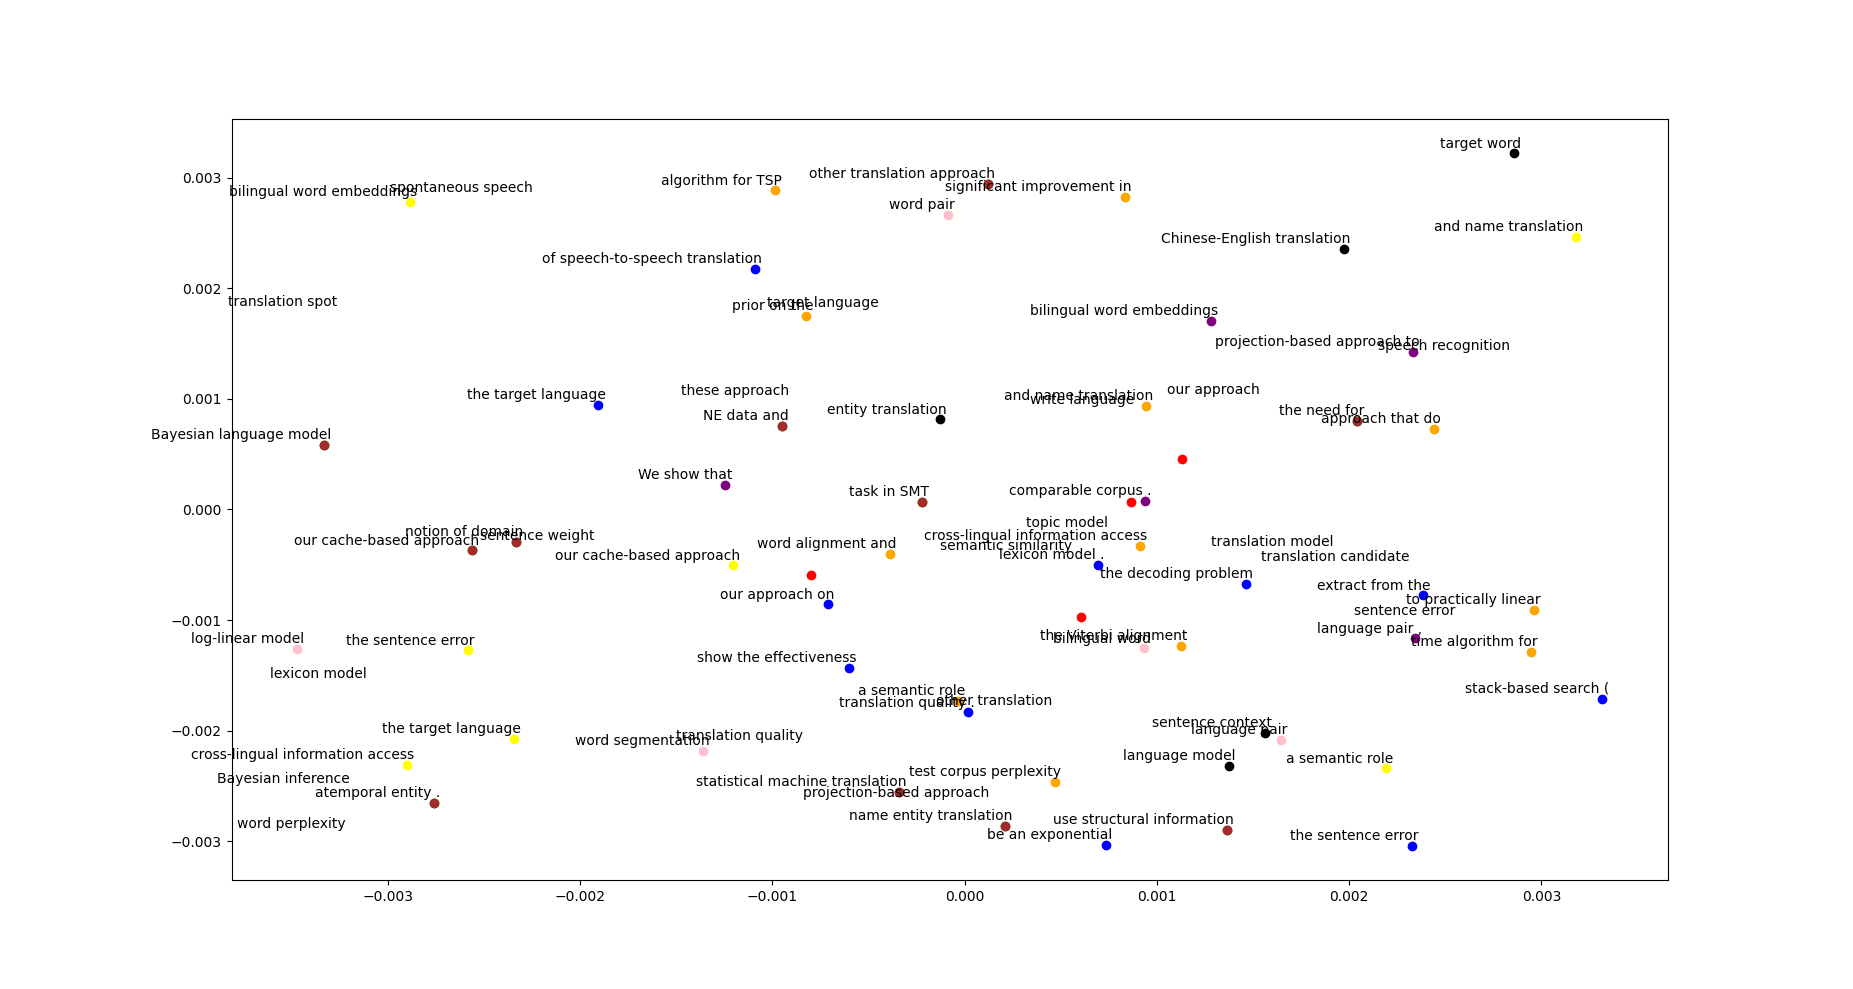 target word
other translation approach
algorithm for TSP
significant improvement in
bilingual word embeddings
spontaneous speech
word pair
and name translation
Chinese-English translation
of speech-to-speech translation
translation spot
prior on the
target language
bilingual word embeddings
projection-based approach to
speech recognition
the target language
these approach
and name translation
write language
our approach
entity translation
NE data and
the need for
approach that do
Bayesian language model
We show that
task in SMT
comparable corpus .
topic model
notion of domain
sentence weight
our cache-based approach
cross-lingual information access
word alignment and
semantic similarity
translation model
our cache-based approach
lexicon model .
translation candidate
the decoding problem
extract from the
our approach on
to practically linear
sentence error
language pair ,
the Viterbi alignment
bilingual word
log-linear model
the sentence error
time algorithm for
show the effectiveness
lexicon model
a semantic role
stack-based search (
translation quality .
other translation
sentence context
the target language
language pair
word segmentation
translation quality
cross-lingual information access
language model
a semantic role
test corpus perplexity
Bayesian inference
statistical machine translation
atemporal entity .
projection-based approach
name entity translation
use structural information
word perplexity
be an exponential
the sentence error
0.003
0.002
0.001
0.000
−0.001
−0.002
−0.003
−0.003 −0.002 −0.001 0.000 0.001 0.002 0.003